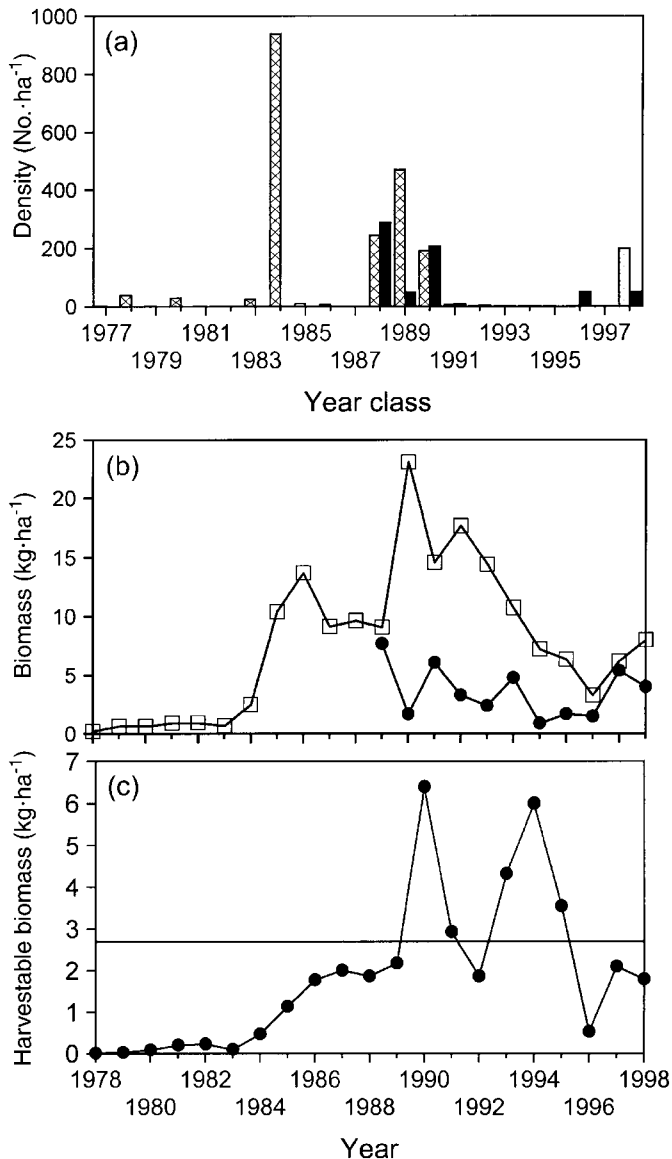 (a)
Density (No.·ha⁻¹)
1000
800
600
400
200
0
1977 1981 1983 1985 1987 1989 1991 1993 1995 1997
1979
Year class
(b)
Biomass (kg·ha⁻¹)
25
20
15
10
5
0
(c)
Harvestable biomass (kg·ha⁻¹)
7
6
5
4
3
2
1
0
1978 1982 1986 1990 1994 1998
1980 1984 1988 1992 1996
Year